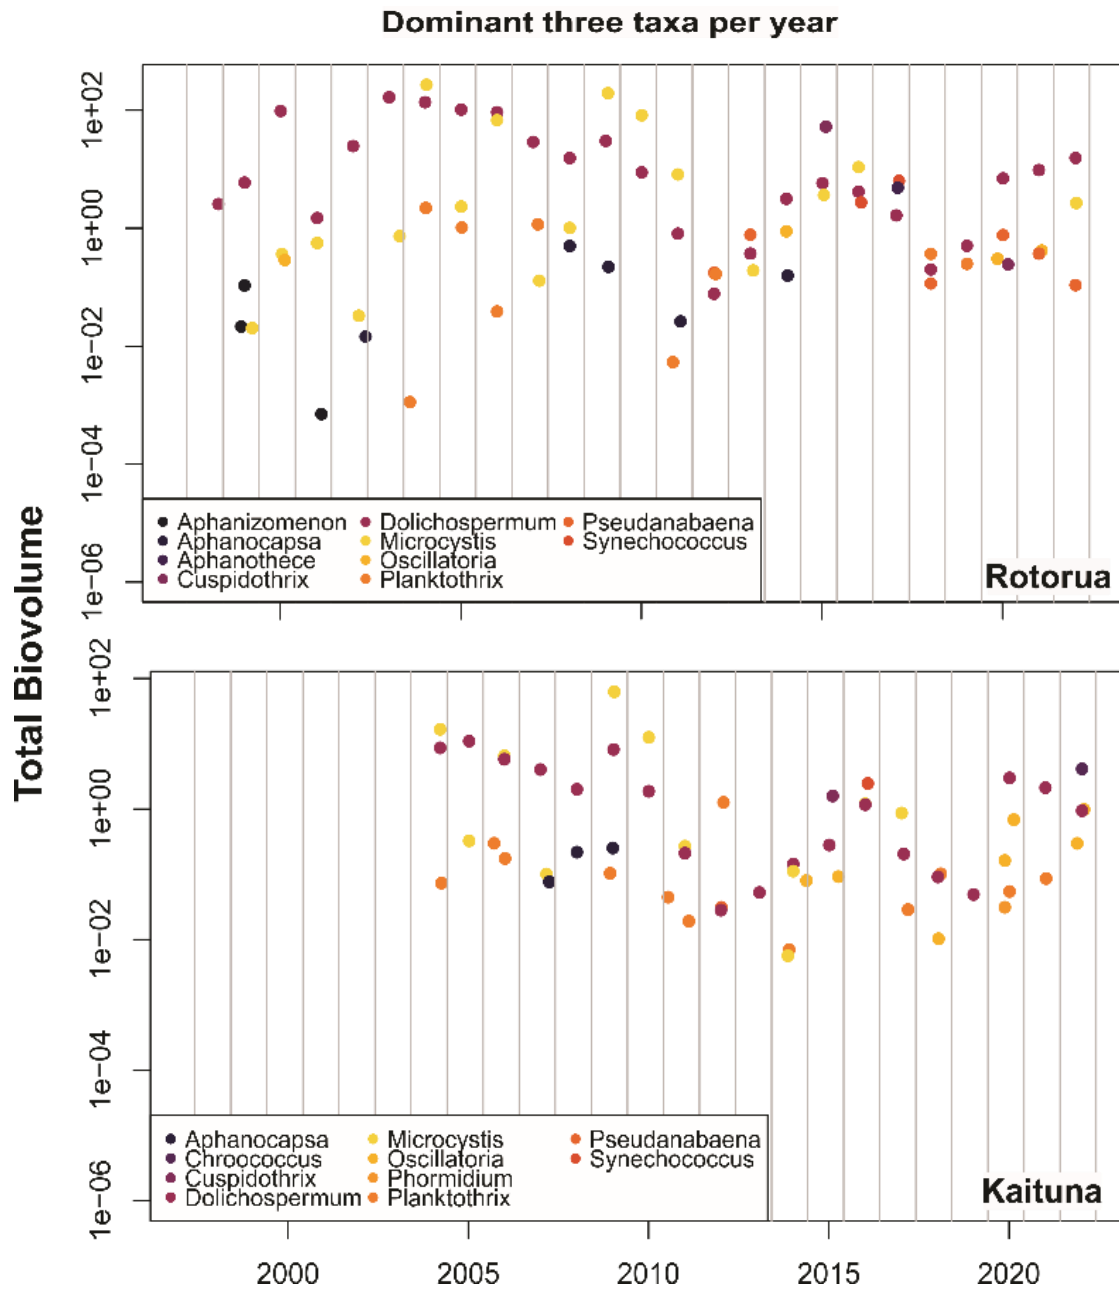 Dominant three taxa per year
Total Biovolume
1e+02
1e+00
1e−02
1e−04
1e−06
Aphanizomenon
Aphanocapsa
Aphanothece
Cuspidothrix
Dolichospermum
Microcystis
Oscillatoria
Planktothrix
Pseudanabaena
Synechococcus
Rotorua
1e+02
1e+00
1e−02
1e−04
1e−06
Aphanocapsa
Chroococcus
Cuspidothrix
Dolichospermum
Microcystis
Oscillatoria
Phormidium
Planktothrix
Pseudanabaena
Synechococcus
Kaituna
2000 2005 2010 2015 2020